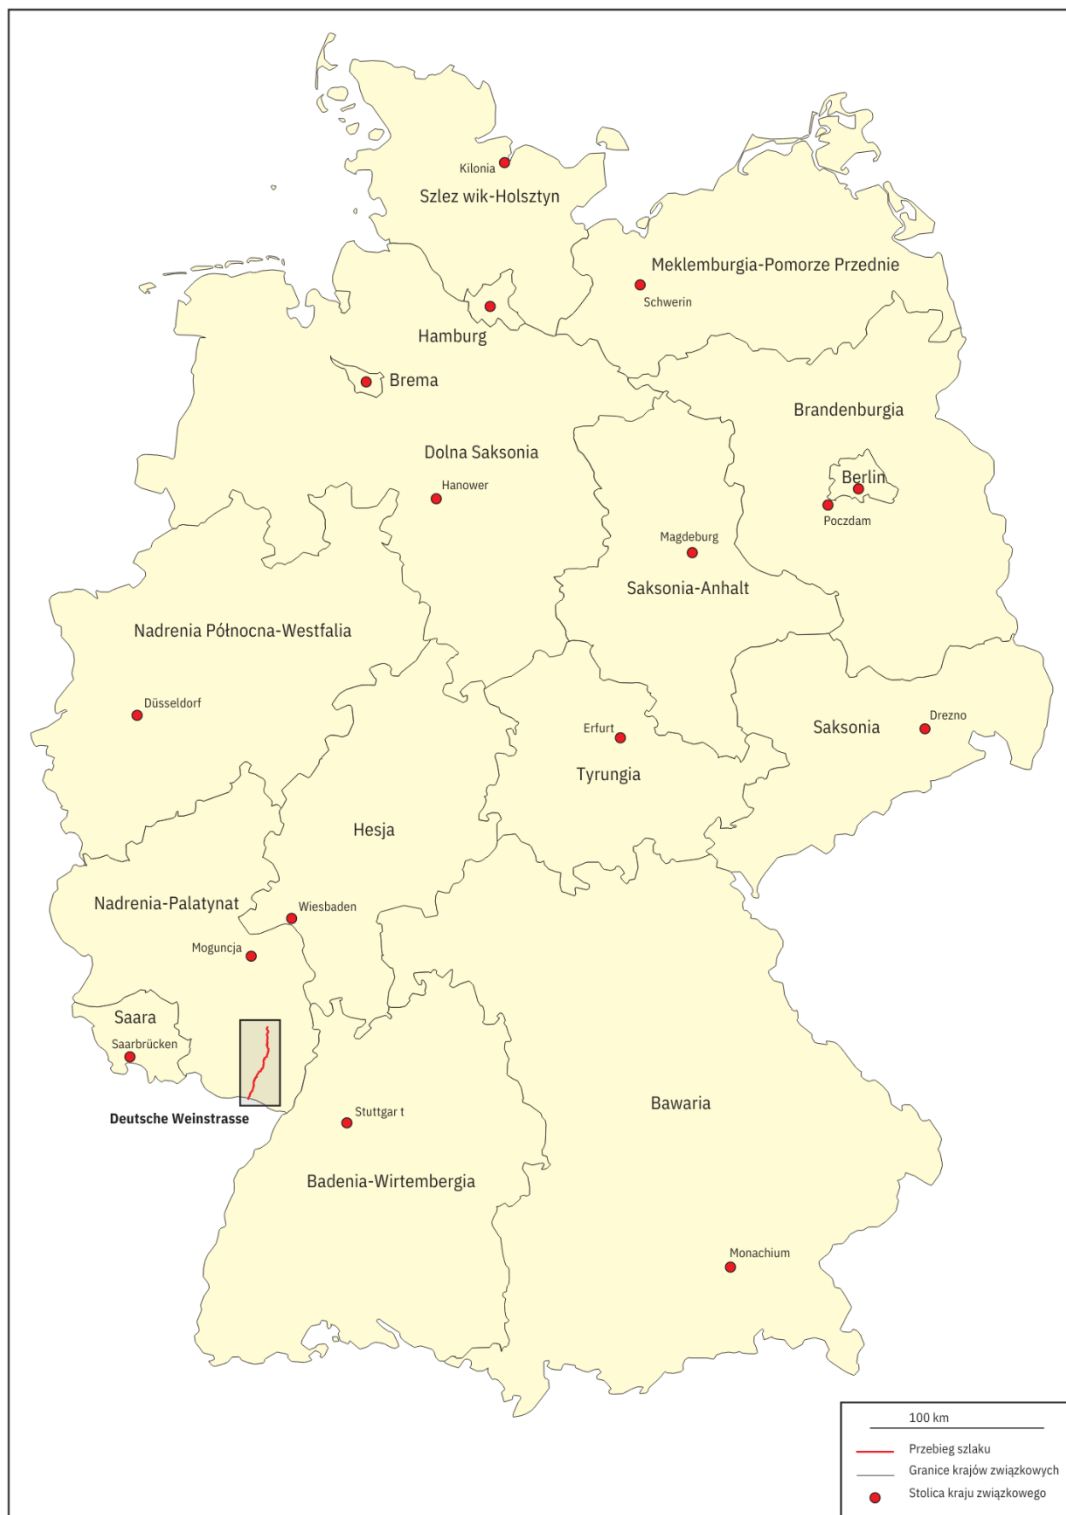 Kilonia
Szlez wik-Holsztyn
Meklemburgia-Pomorze Przednie
Schwerin
Hamburg
Brema
Brandenburgia
Dolna Saksonia
Hanower
Berlin
Poczdam
Magdeburg
Saksonia-Anhalt
Nadrenia Północna-Westfalia
Düsseldorf
Erfurt
Tyrungia
Saksonia
Drezno
Hesja
Nadrenia-Palatynat
Wiesbaden
Moguncja
Saara
Saarbrücken
Deutsche Weinstrasse
Stuttgar t
Bawaria
Badenia-Wirtembergia
Monachium
100 km
Przebieg szlaku
Granice krajów związkowych
Stolica kraju związkowego